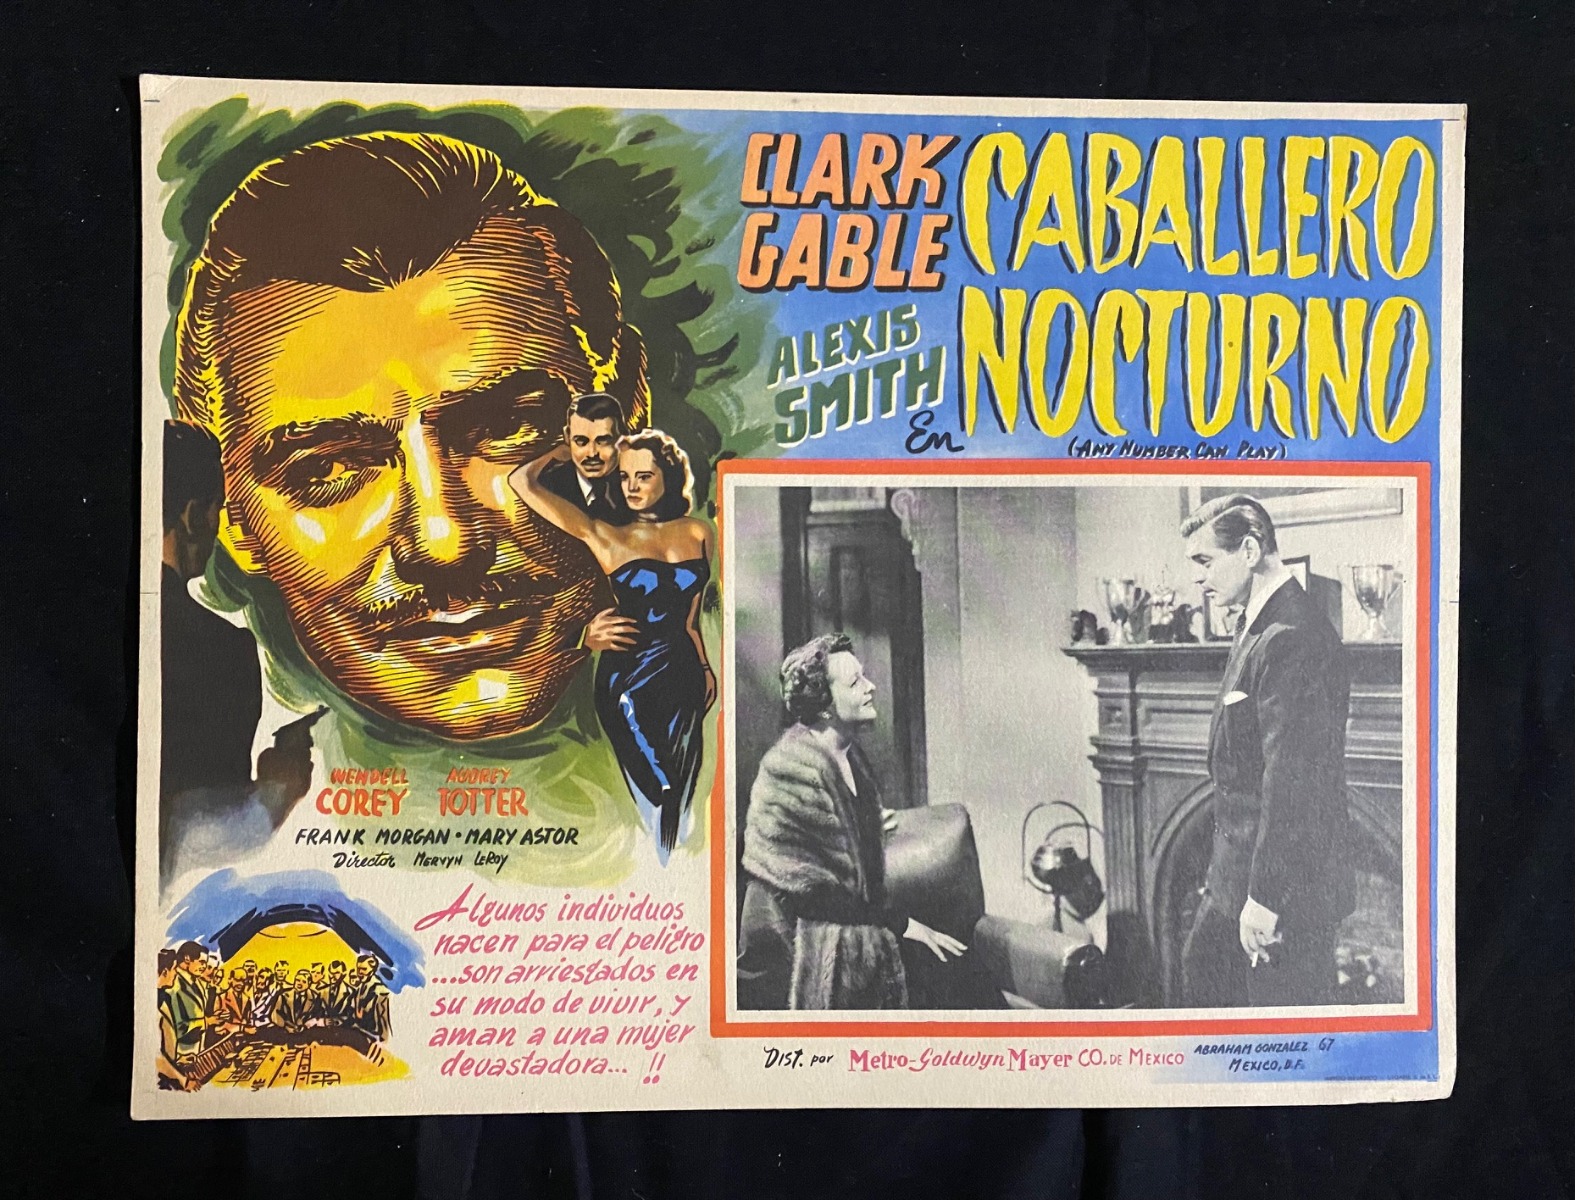 CLARK
GABLE
ALEXIS
SMITH
En
CABALLERO
NOCTURNO
(ANY NUMBER CAN PLAY)
WENDELL
COREY
AUDREY
TOTTER
FRANK MORGAN • MARY ASTOR
Director MERVYN LEROY
Algunos individuos
nacen para el peligro
...son arriesgados en
su modo de vivir, y
aman a una mujer
devastadora... !!
DIST. por Metro-Goldwyn Mayer CO. DE MEXICO
ABRAHAM GONZALEZ 67
MEXICO, D.F.